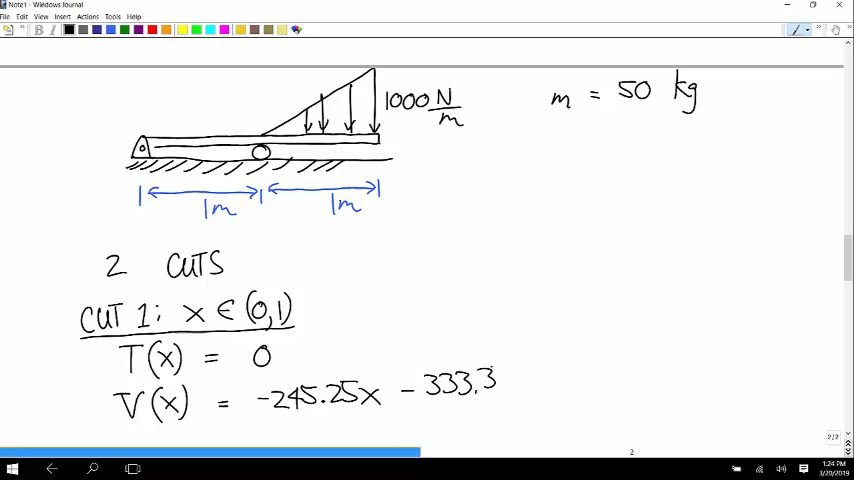 Note1 - Windows Journal
File Edit View Insert Actions Tools Help
B I
1000 N/m
m = 50 kg
1m 1m
2 CUTS
CUT 1: x ∈ (0,1)
T(x) = 0
V(x) = -245.25x - 333.3
2/2
2
1:24 PM
3/20/2019